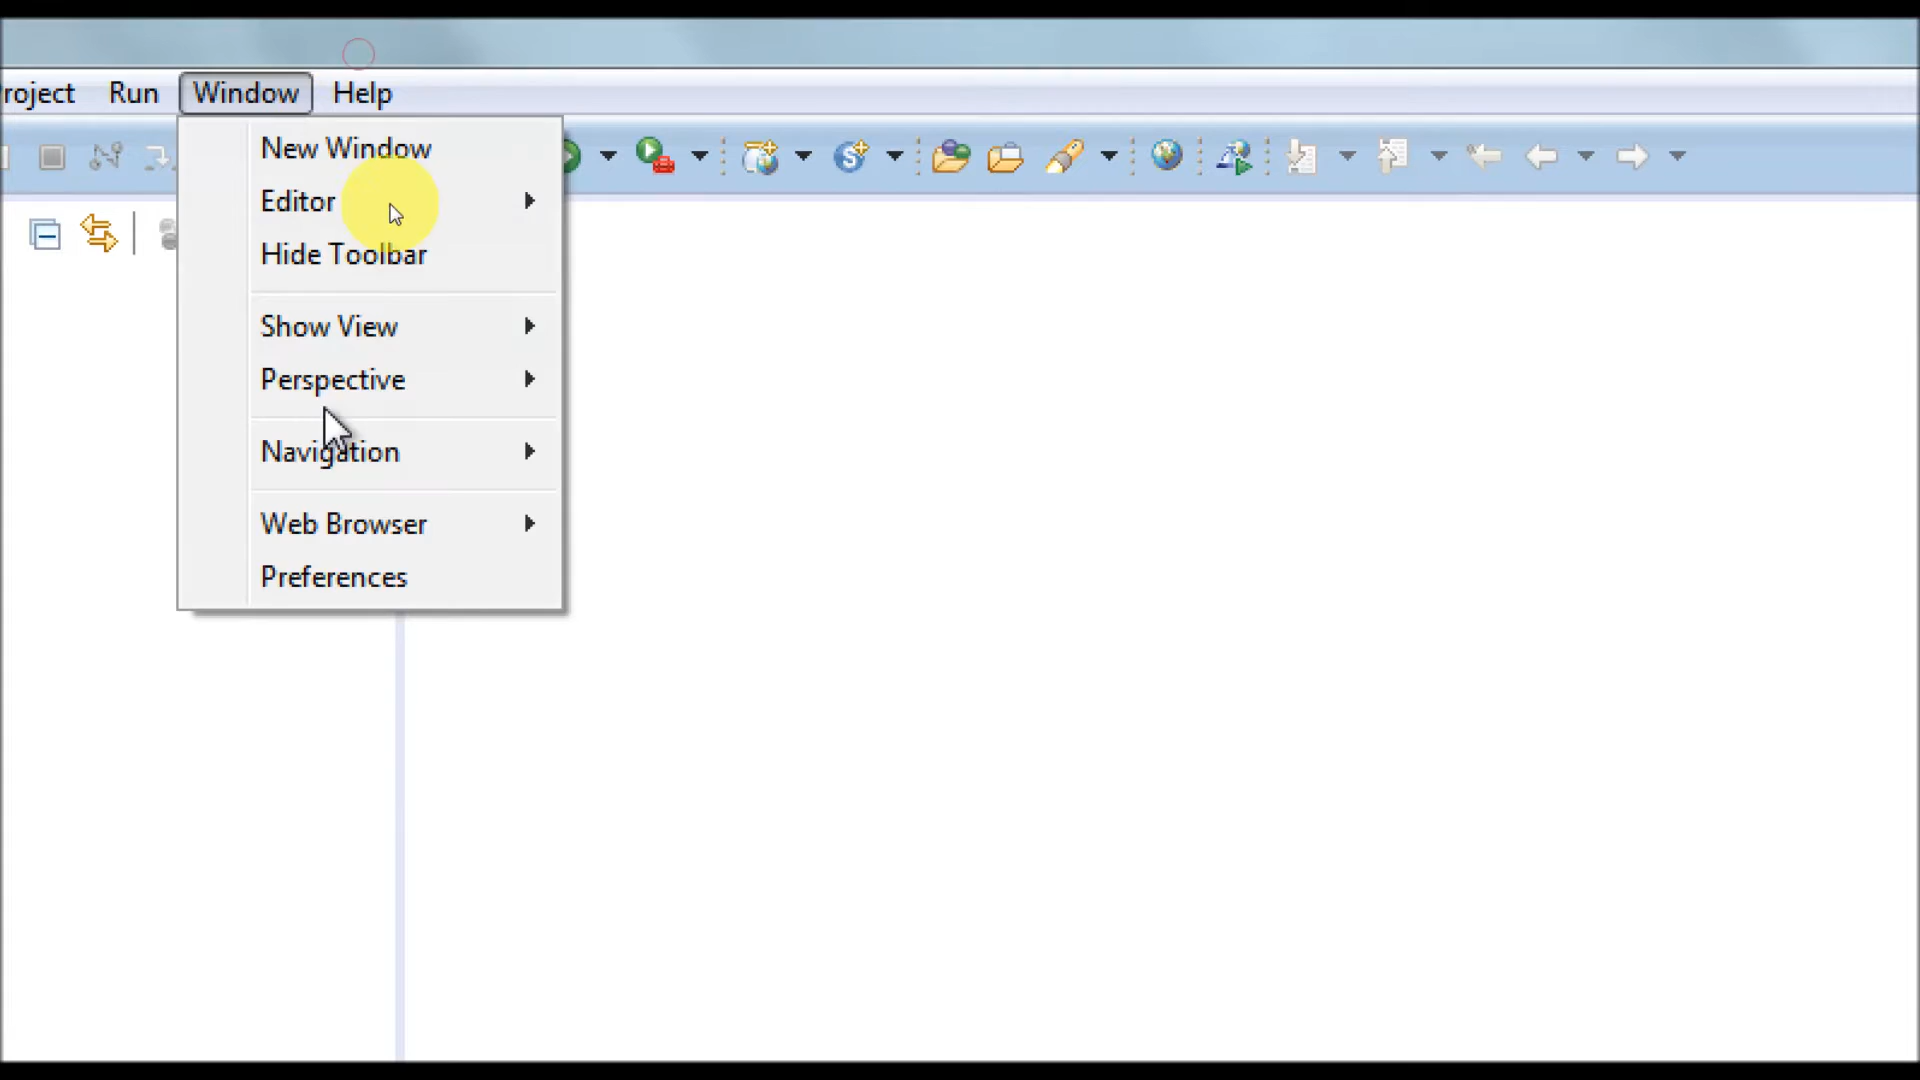 roject Run Window Help
New Window
Editor
Hide Toolbar
Show View
Perspective
Navigation
Web Browser
Preferences